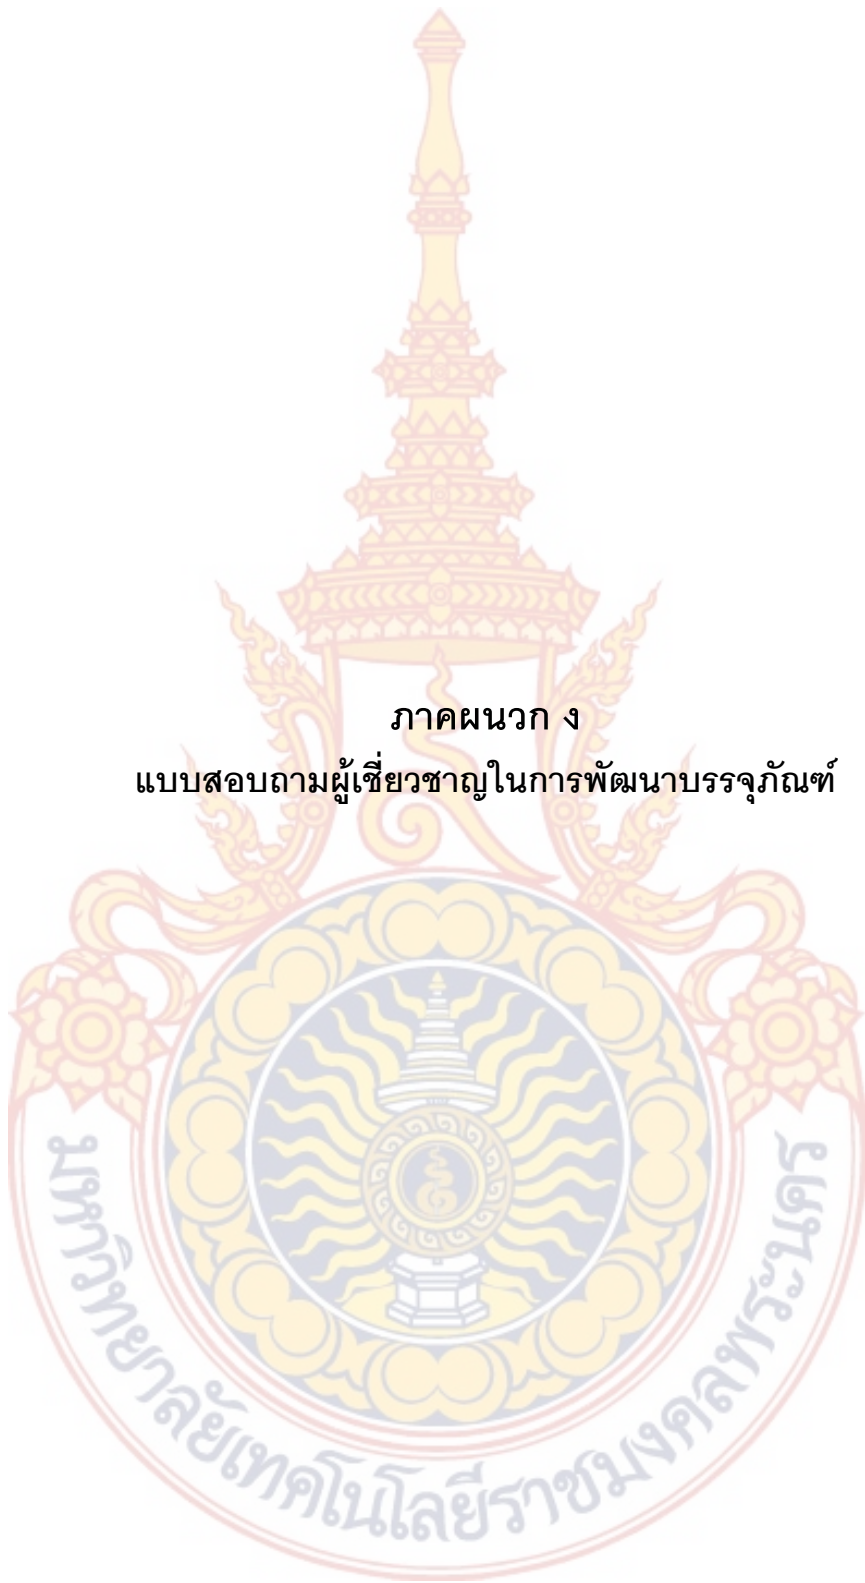 ภาคผนวก ง
แบบสอบถามผู้เชี่ยวชาญในการพัฒนาบรรจุภัณฑ์
มหาวิทยาลัยเทคโนโลยีราชมงคลพระนคร